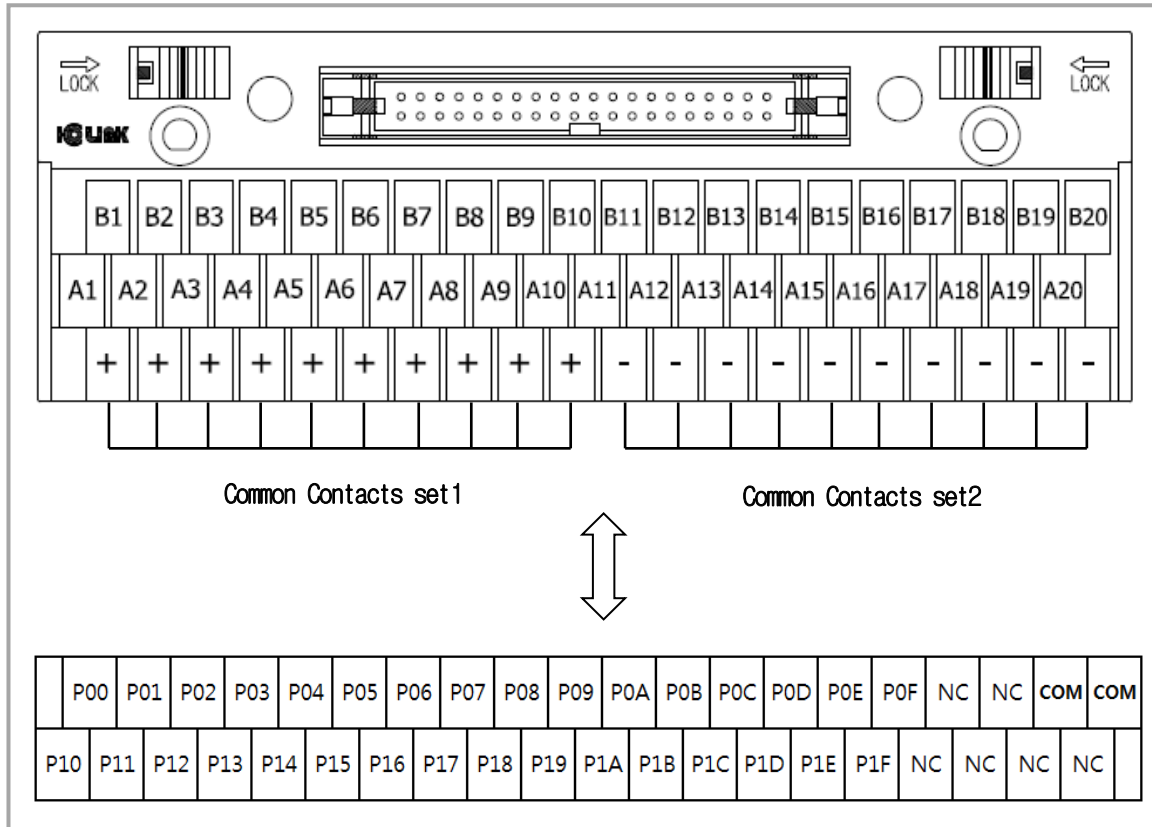 LOCK LOCK
B1 B2 B3 B4 B5 B6 B7 B8 B9 B10 B11 B12 B13 B14 B15 B16 B17 B18 B19 B20
A1 A2 A3 A4 A5 A6 A7 A8 A9 A10 A11 A12 A13 A14 A15 A16 A17 A18 A19 A20
+ + + + + + + + + + - - - - - - - - - -
Common Contacts set1 Common Contacts set2
P00 P01 P02 P03 P04 P05 P06 P07 P08 P09 P0A P0B P0C P0D P0E P0F NC NC COM COM
P10 P11 P12 P13 P14 P15 P16 P17 P18 P19 P1A P1B P1C P1D P1E P1F NC NC NC NC